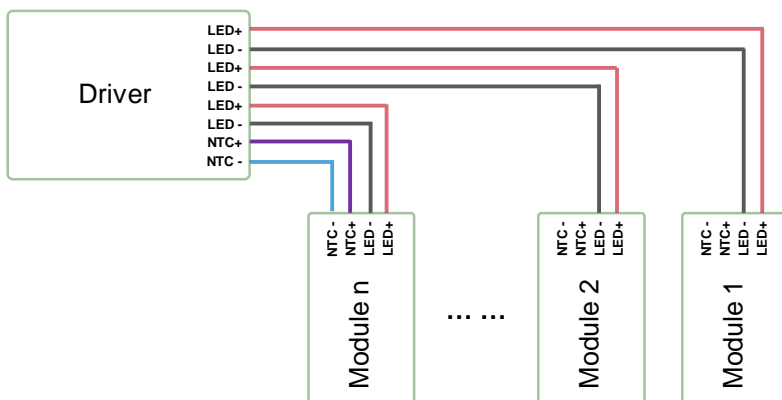 LED+
LED -
LED+
Driver
LED -
LED+
LED -
NTC+
NTC -
NTC -
NTC+
LED -
LED+
NTC -
NTC+
LED -
LED+
NTC -
NTC+
LED -
LED+
Module n
... ...
Module 2
Module 1